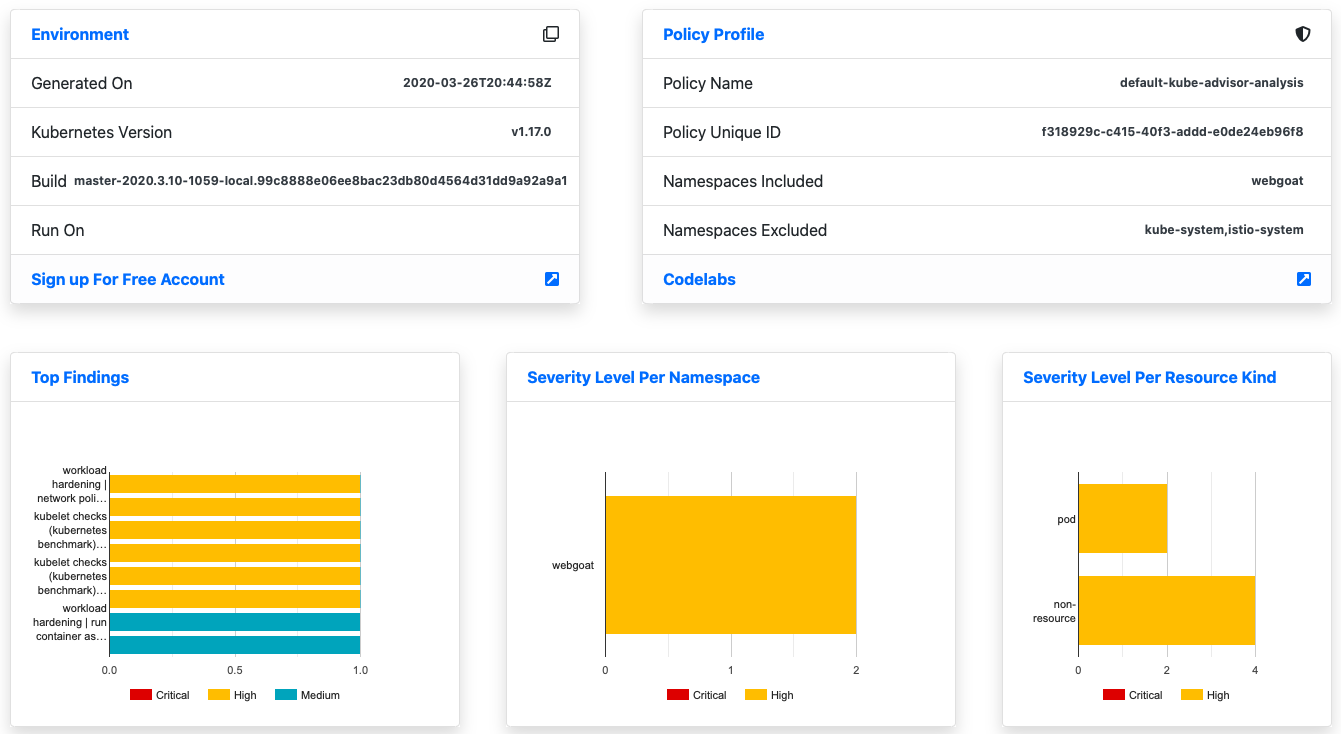 Environment
Generated On 2020-03-26T20:44:58Z
Kubernetes Version v1.17.0
Build master-2020.3.10-1059-local.99c8888e06ee8bac23db80d4564d31dd9a92a9a1
Run On
Sign up For Free Account
Policy Profile
Policy Name default-kube-advisor-analysis
Policy Unique ID f318929c-c415-40f3-addd-e0de24eb96f8
Namespaces Included webgoat
Namespaces Excluded kube-system,istio-system
Codelabs
Top Findings
workload
hardening |
network poli...
kubelet checks
(kubernetes
benchmark)...
kubelet checks
(kubernetes
benchmark)...
workload
hardening | run
container as...
0.0 0.5 1.0
Critical High Medium
Severity Level Per Namespace
webgoat
0 1 2
Critical High
Severity Level Per Resource Kind
pod
non-
resource
0 2 4
Critical High